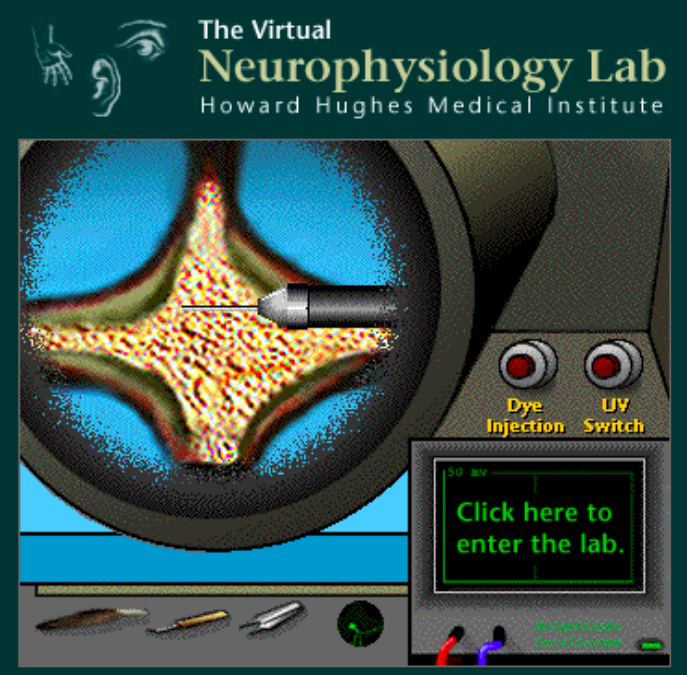 The Virtual
Neurophysiology Lab
Howard Hughes Medical Institute
Dye
Injection
UV
Switch
50 mv
Click here to
enter the lab.